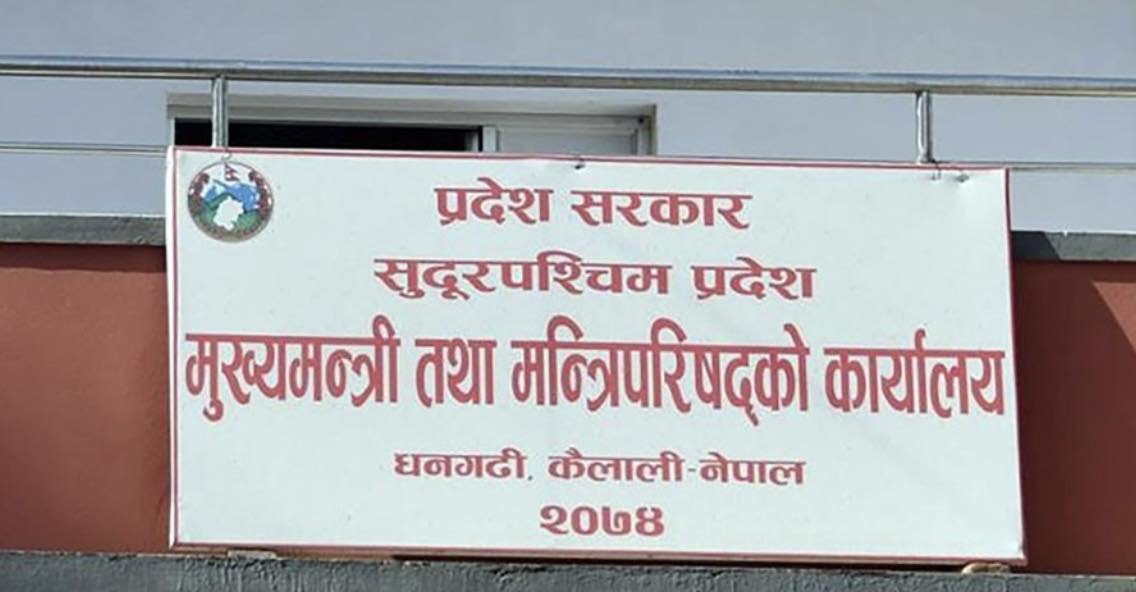 प्रदेश सरकार
सुदूरपश्चिम प्रदेश
मुख्यमन्त्री तथा मन्त्रिपरिषद्को कार्यालय
धनगढी, कैलाली-नेपाल
२०७४